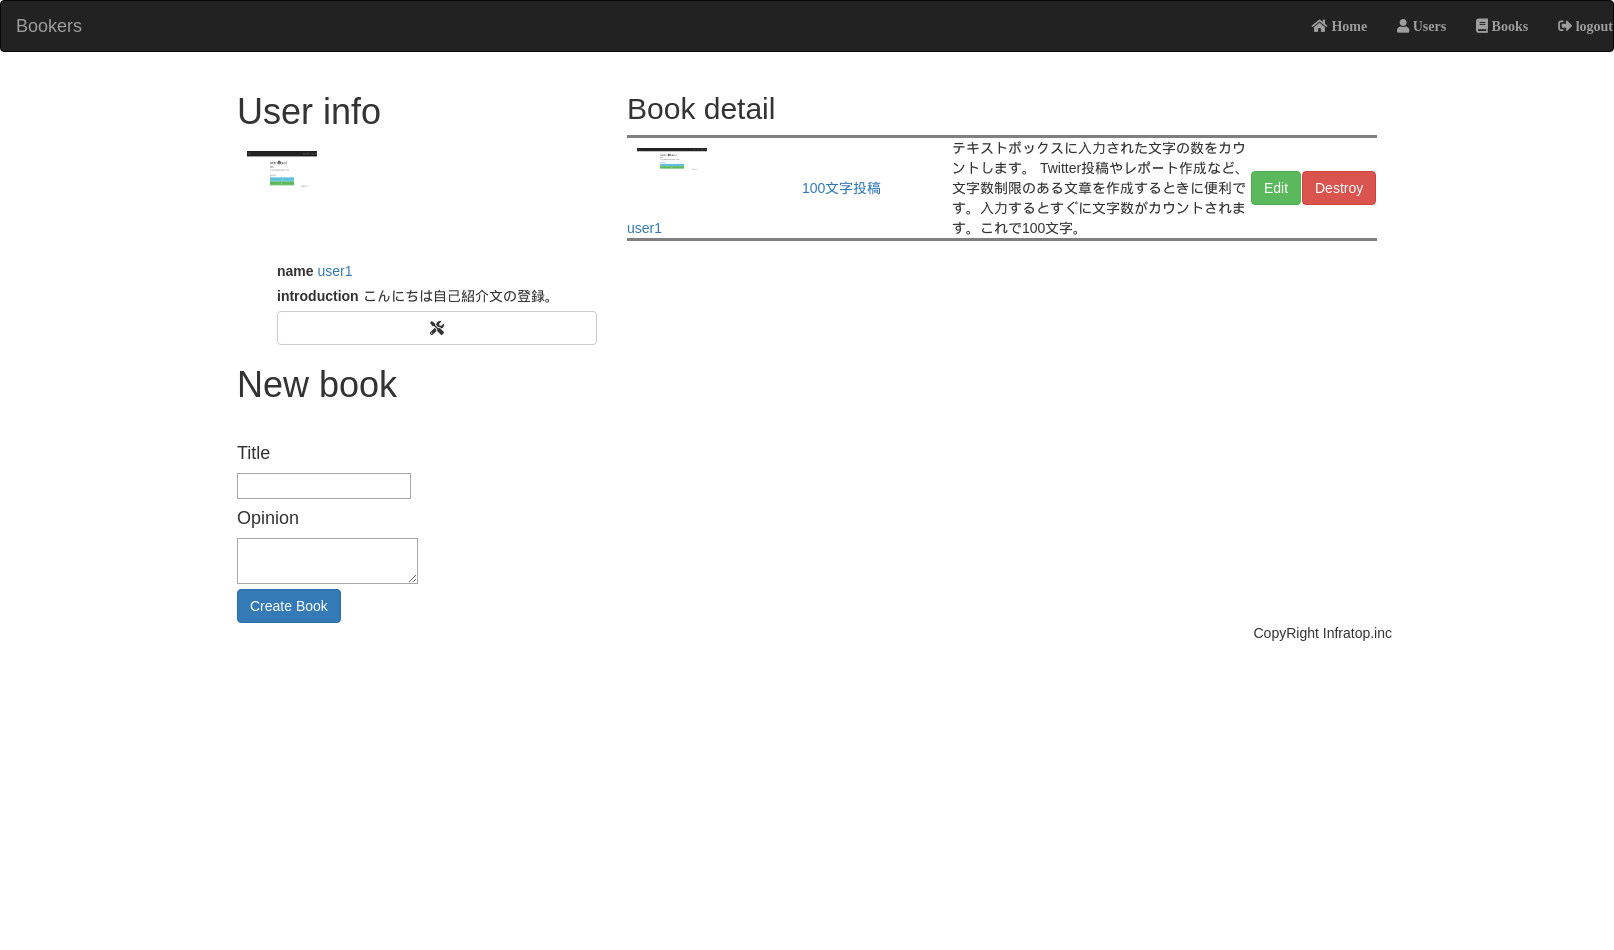 Bookers
Home Users Books logout
User info
name user1
introduction こんにちは自己紹介文の登録。
New book
Title
Opinion
Create Book
Book detail
user1
100文字投稿
テキストボックスに入力された文字の数をカウ
ントします。 Twitter投稿やレポート作成など、
文字数制限のある文章を作成するときに便利で
す。入力するとすぐに文字数がカウントされま
す。これで100文字。
Edit Destroy
CopyRight Infratop.inc